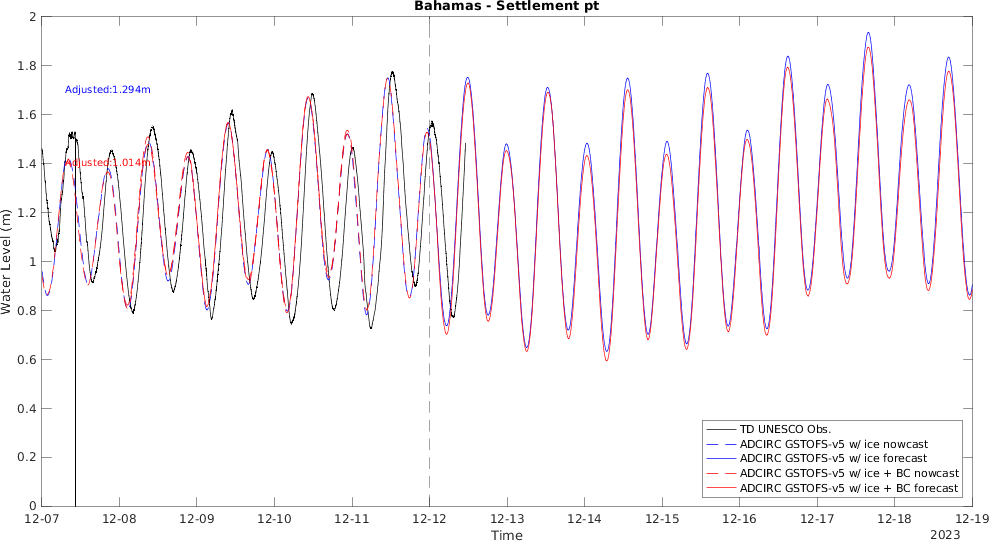 Bahamas - Settlement pt
2
1.8
1.6
1.4
1.2
1
0.8
0.6
0.4
0.2
0
Water Level (m)
Adjusted:1.294m
Adjusted:1.014m
TD UNESCO Obs.
ADCIRC GSTOFS-v5 w/ ice nowcast
ADCIRC GSTOFS-v5 w/ ice forecast
ADCIRC GSTOFS-v5 w/ ice + BC nowcast
ADCIRC GSTOFS-v5 w/ ice + BC forecast
12-07 12-08 12-09 12-10 12-11 12-12 12-13 12-14 12-15 12-16 12-17 12-18 12-19
Time
2023